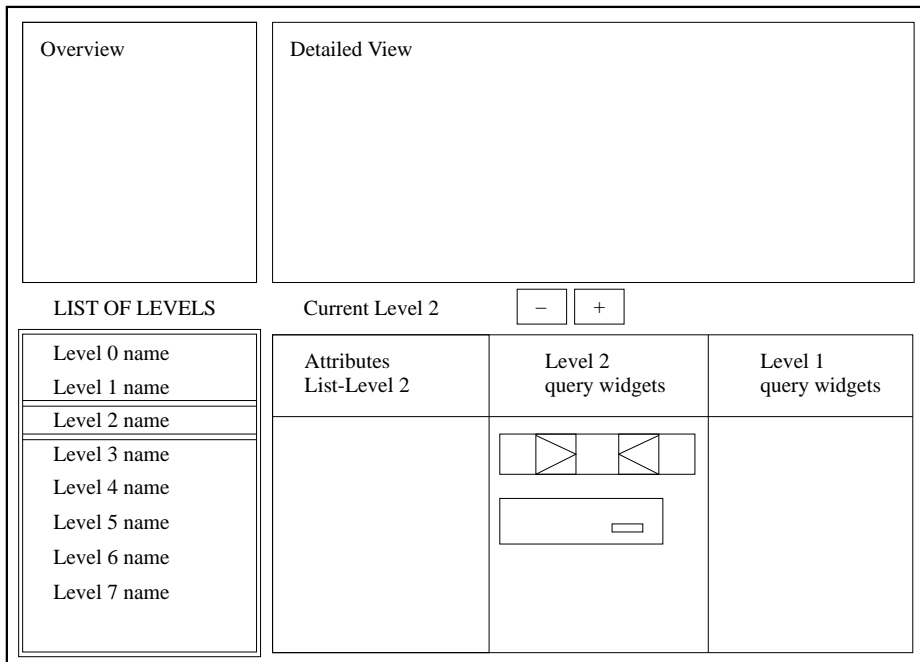 Overview
Detailed View
LIST OF LEVELS
Current Level 2
− +
Level 0 name
Level 1 name
Level 2 name
Level 3 name
Level 4 name
Level 5 name
Level 6 name
Level 7 name
Attributes
List-Level 2
Level 2
query widgets
Level 1
query widgets